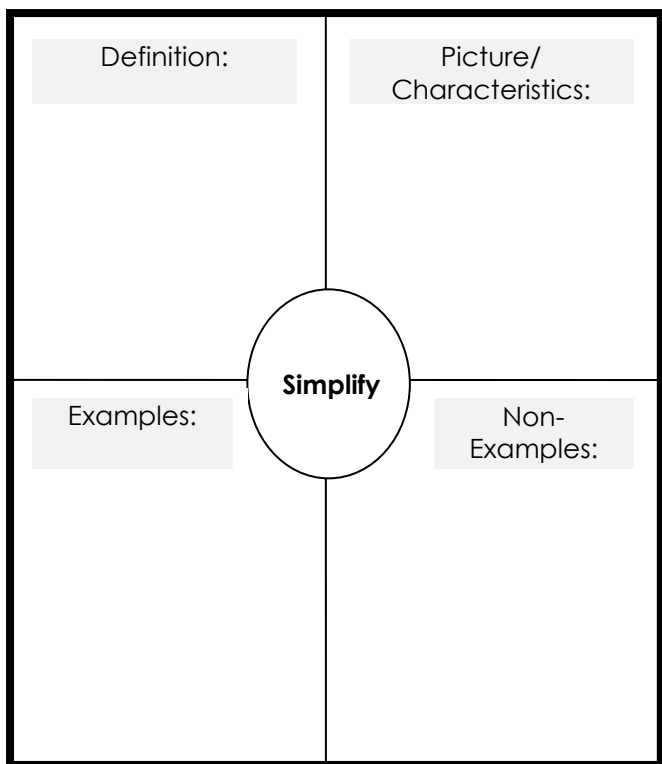 Definition:
Picture/
Characteristics:
Simplify
Examples:
Non-
Examples: